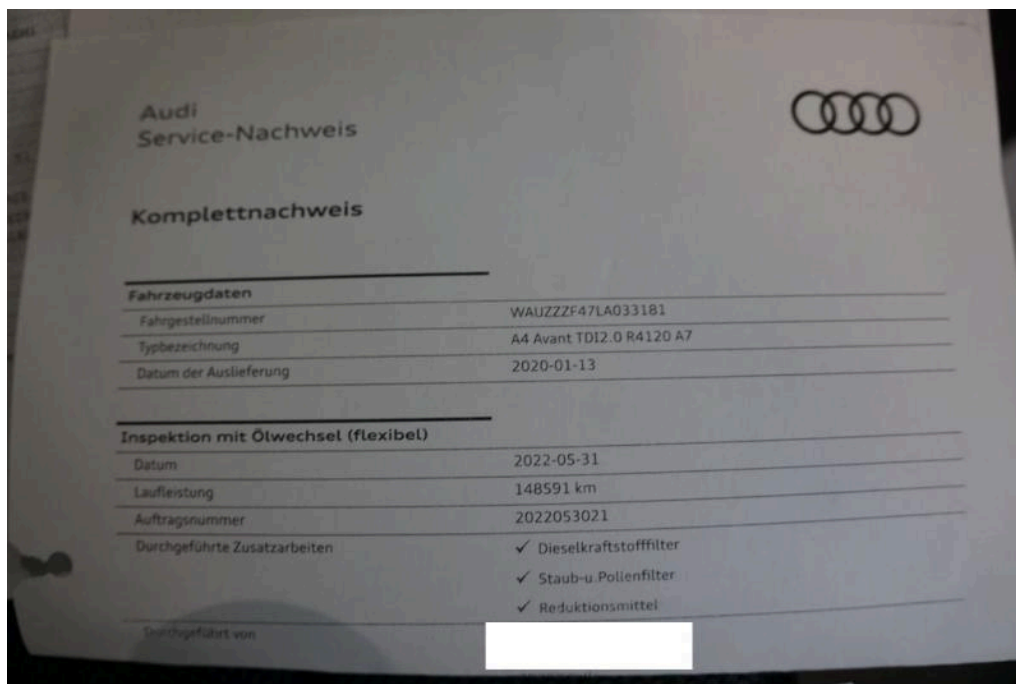 Audi
Service-Nachweis
Komplettnachweis
Fahrzeugdaten
Fahrgestellnummer WAUZZZF47LA033181
Typbezeichnung A4 Avant TDI2.0 R4120 A7
Datum der Auslieferung 2020-01-13
Inspektion mit Ölwechsel (flexibel)
Datum 2022-05-31
Laufleistung 148591 km
Auftragsnummer 2022053021
Durchgeführte Zusatzarbeiten ✓ Dieselkraftstofffilter
✓ Staub-u.Pollenfilter
✓ Reduktionsmittel
Durchgeführt von